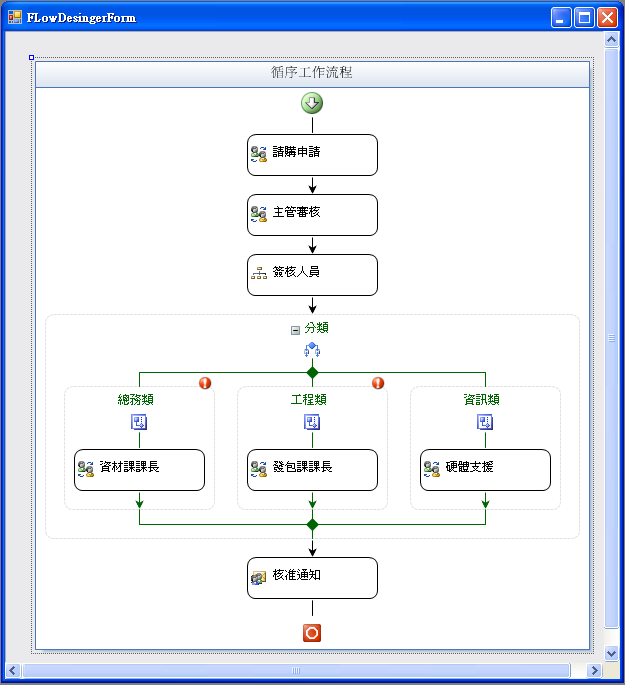 FLowDesingerForm
循序工作流程
請購申請
主管審核
簽核人員
分類
總務類
工程類
資訊類
資材課課長
發包課課長
硬體支援
核准通知